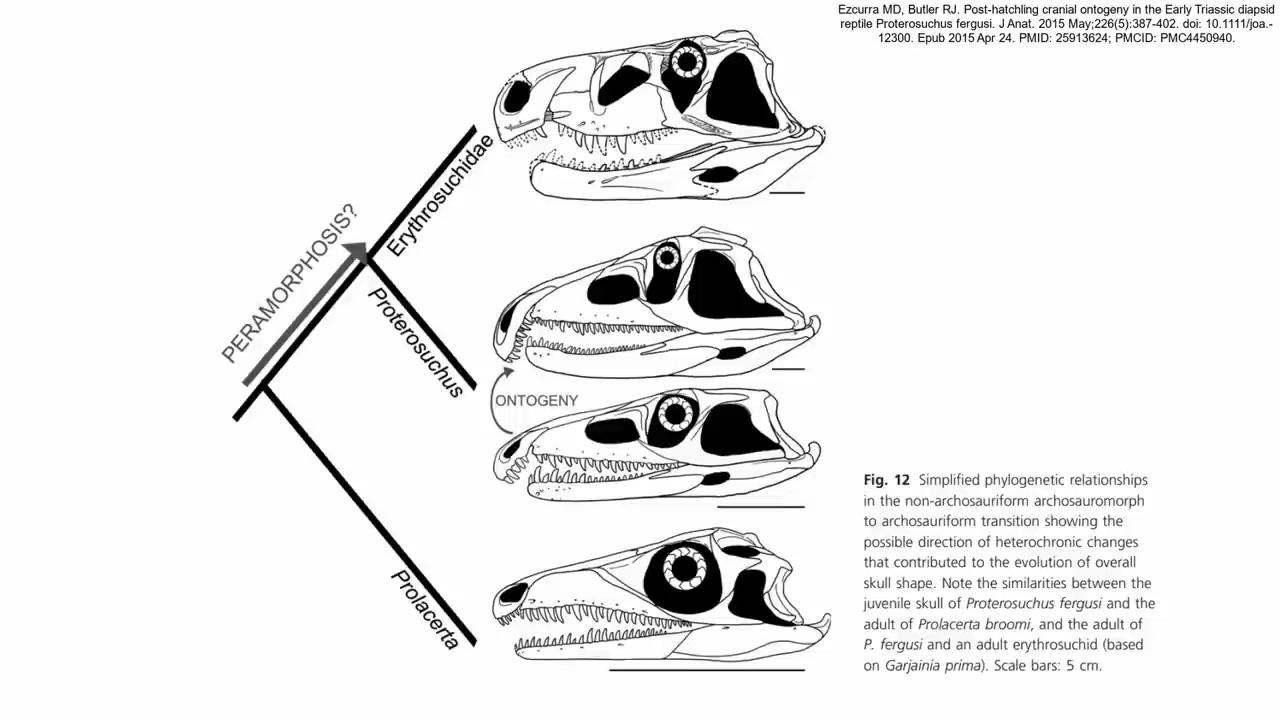 Ezcurra MD, Butler RJ. Post-hatchling cranial ontogeny in the Early Triassic diapsid
reptile Proterosuchus fergusi. J Anat. 2015 May;226(5):387-402. doi: 10.1111/joa.-
12300. Epub 2015 Apr 24. PMID: 25913624; PMCID: PMC4450940.
PERAMORPHOSIS?
Erythrosuchidae
Proterosuchus
ONTOGENY
Prolacerta
Fig. 12 Simplified phylogenetic relationships
in the non-archosauriform archosauromorph
to archosauriform transition showing the
possible direction of heterochronic changes
that contributed to the evolution of overall
skull shape. Note the similarities between the
juvenile skull of Proterosuchus fergusi and the
adult of Prolacerta broomi, and the adult of
P. fergusi and an adult erythrosuchid (based
on Garjainia prima). Scale bars: 5 cm.